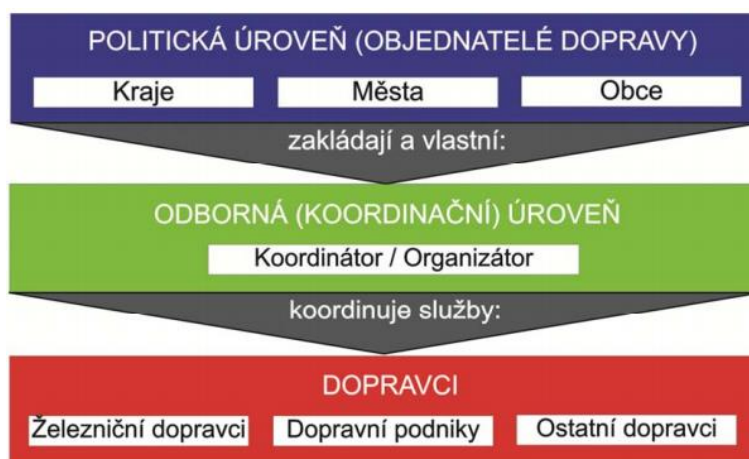 POLITICKÁ ÚROVEŇ (OBJEDNATELÉ DOPRAVY)
Kraje Města Obce
zakládají a vlastní:
ODBORNÁ (KOORDINAČNÍ) ÚROVEŇ
Koordinátor / Organizátor
koordinuje služby:
DOPRAVCI
Železniční dopravci Dopravní podniky Ostatní dopravci